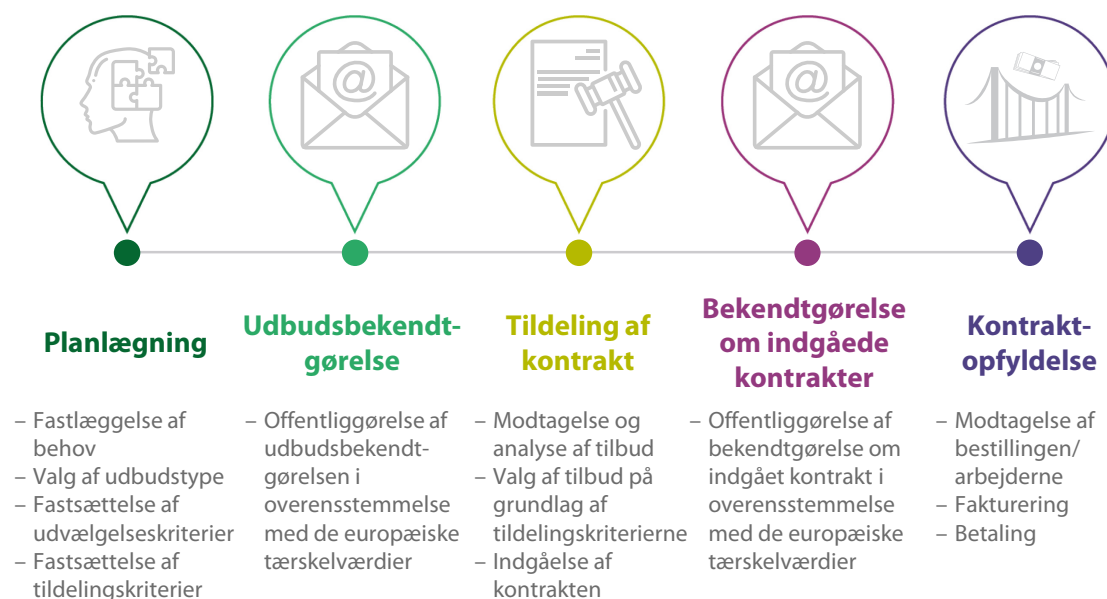 @
@
Planlægning
– Fastlæggelse af
behov
– Valg af udbudstype
– Fastsættelse af
udvælgelseskriterier
– Fastsættelse af
tildelingskriterier
Udbudsbekendt-
gørelse
– Offentliggørelse af
udbudsbekendt-
gørelsen i
overensstemmelse
med de europæiske
tærskelværdier
Tildeling af
kontrakt
– Modtagelse og
analyse af tilbud
– Valg af tilbud på
grundlag af
tildelingskriterierne
– Indgåelse af
kontrakten
Bekendtgørelse
om indgåede
kontrakter
– Offentliggørelse af
bekendtgørelse om
indgået kontrakt i
overensstemmelse
med de europæiske
tærskelværdier
Kontrakt-
opfyldelse
– Modtagelse af
bestillingen/
arbejderne
– Fakturering
– Betaling